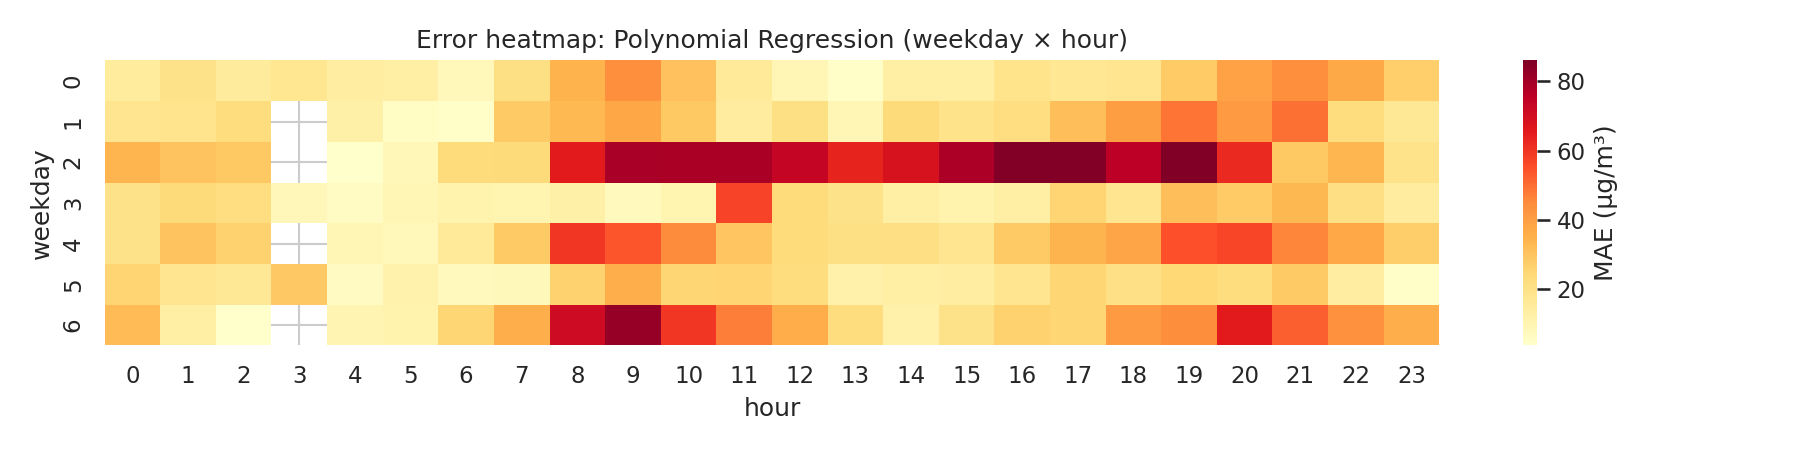 Error heatmap: Polynomial Regression (weekday × hour)
weekday
0
1
2
3
4
5
6
0 1 2 3 4 5 6 7 8 9 10 11 12 13 14 15 16 17 18 19 20 21 22 23
hour
80
60
40
20
MAE (µg/m³)